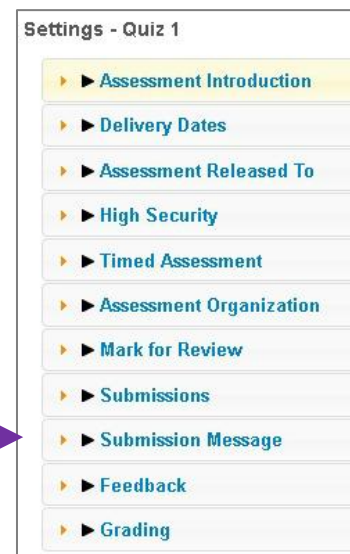 Settings - Quiz 1
Assessment Introduction
Delivery Dates
Assessment Released To
High Security
Timed Assessment
Assessment Organization
Mark for Review
Submissions
Submission Message
Feedback
Grading